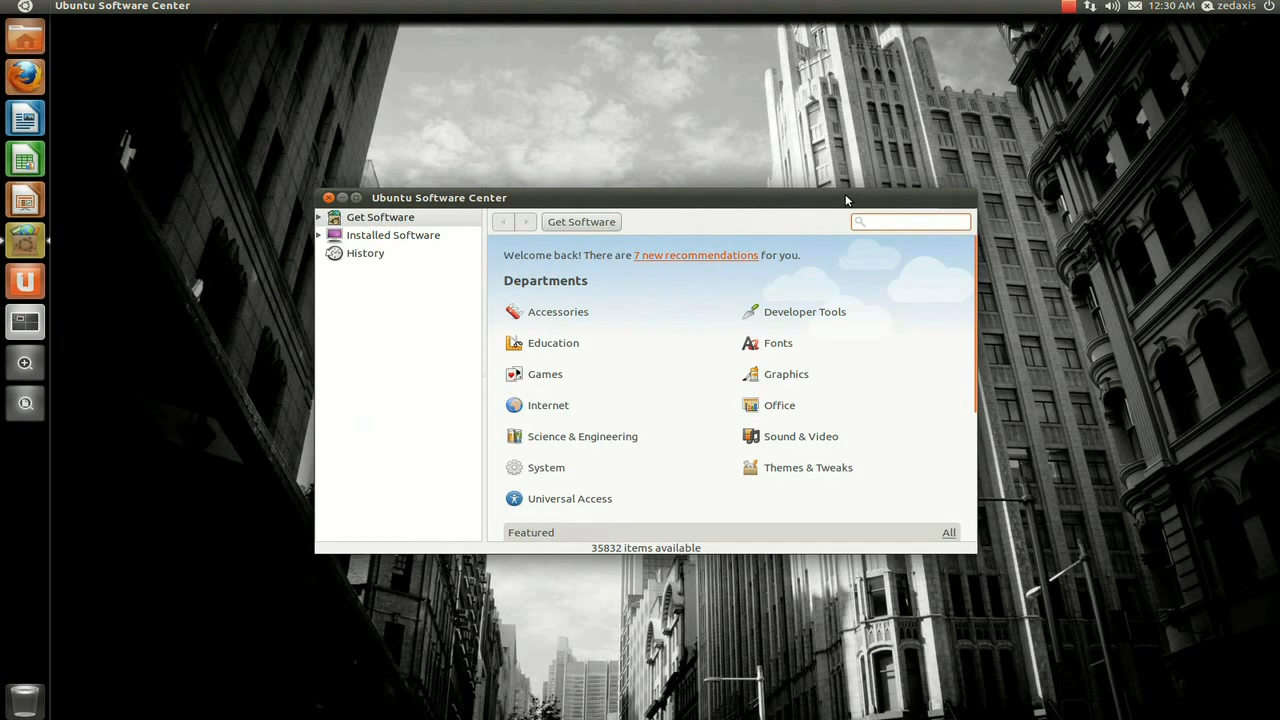 Ubuntu Software Center
12:30 AM
zedaxis
Ubuntu Software Center
Get Software
Installed Software
History
Get Software
Welcome back! There are 7 new recommendations for you.
Departments
Accessories
Developer Tools
Education
Fonts
Games
Graphics
Internet
Office
Science & Engineering
Sound & Video
System
Themes & Tweaks
Universal Access
Featured
All
35832 items available